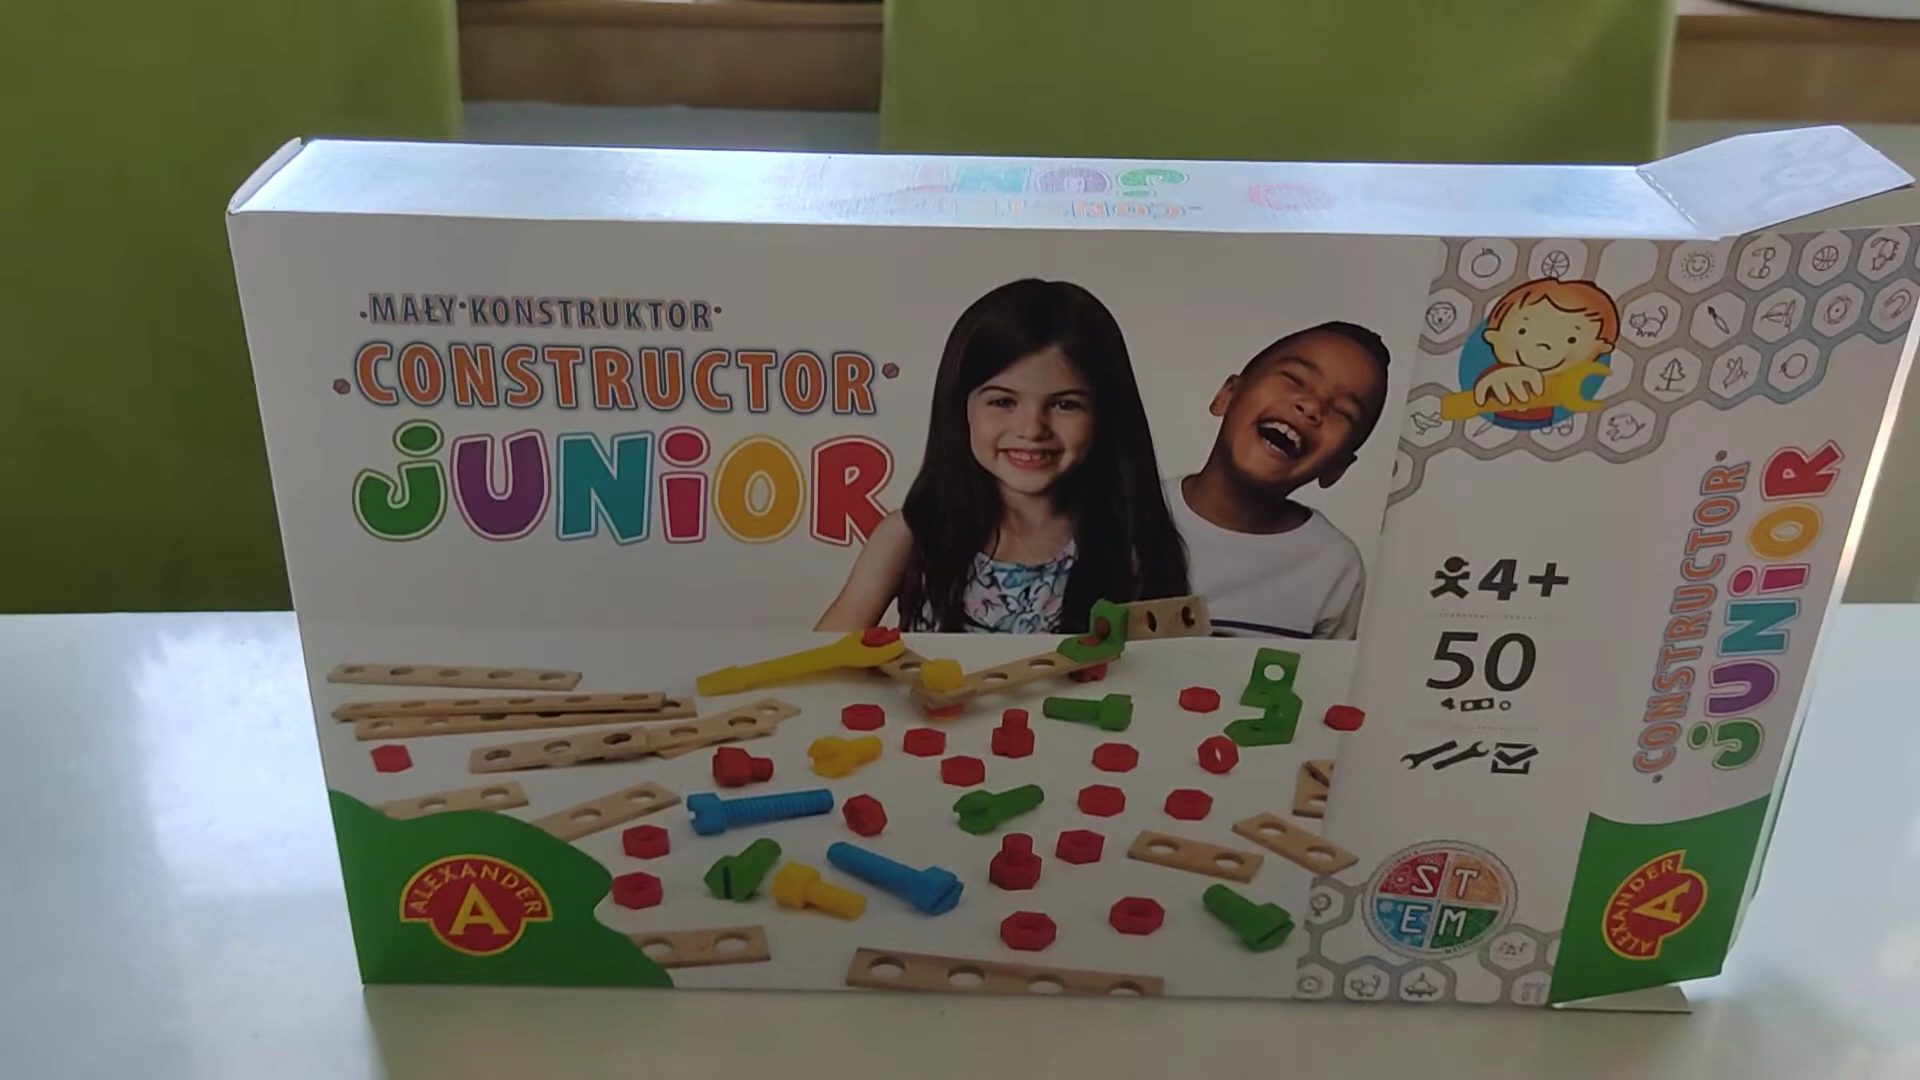 MAŁY KONSTRUKTOR
CONSTRUCTOR
JUNiOR
ALEXANDER
A
4+
50
S T
E M
CONSTRUCTOR
JUNiOR
ALEXANDER
A